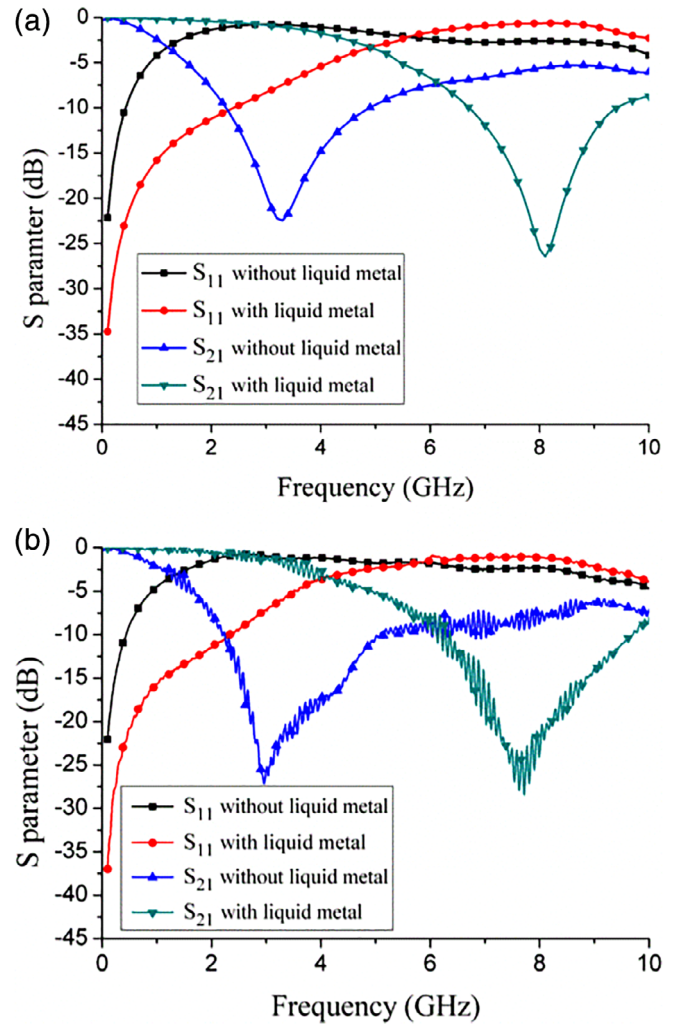 (a)
0
-5
-10
-15
-20
-25
-30
-35
-40
-45
S paramter (dB)
S11 without liquid metal
S11 with liquid metal
S21 without liquid metal
S21 with liquid metal
0 2 4 6 8 10
Frequency (GHz)
(b)
0
-5
-10
-15
-20
-25
-30
-35
-40
-45
S parameter (dB)
S11 without liquid metal
S11 with liquid metal
S21 without liquid metal
S21 with liquid metal
0 2 4 6 8 10
Frequency (GHz)